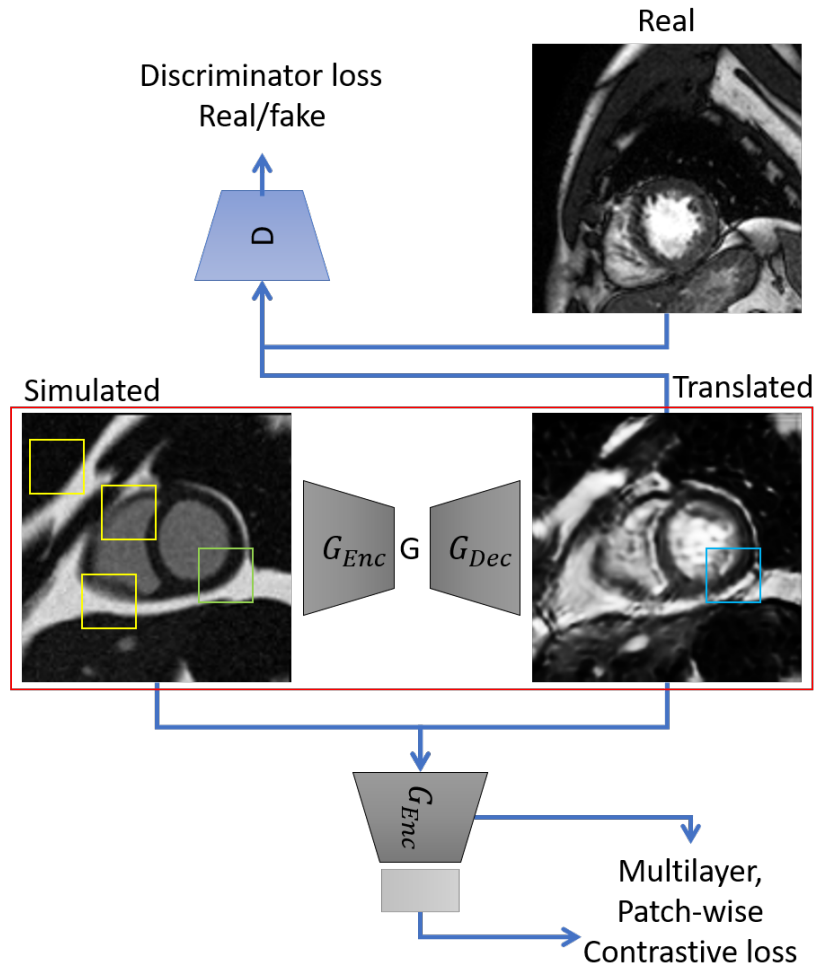 Real
Discriminator loss
Real/fake
D
Simulated
Translated
G_Enc
G
G_Dec
G_Enc
Multilayer,
Patch-wise
Contrastive loss